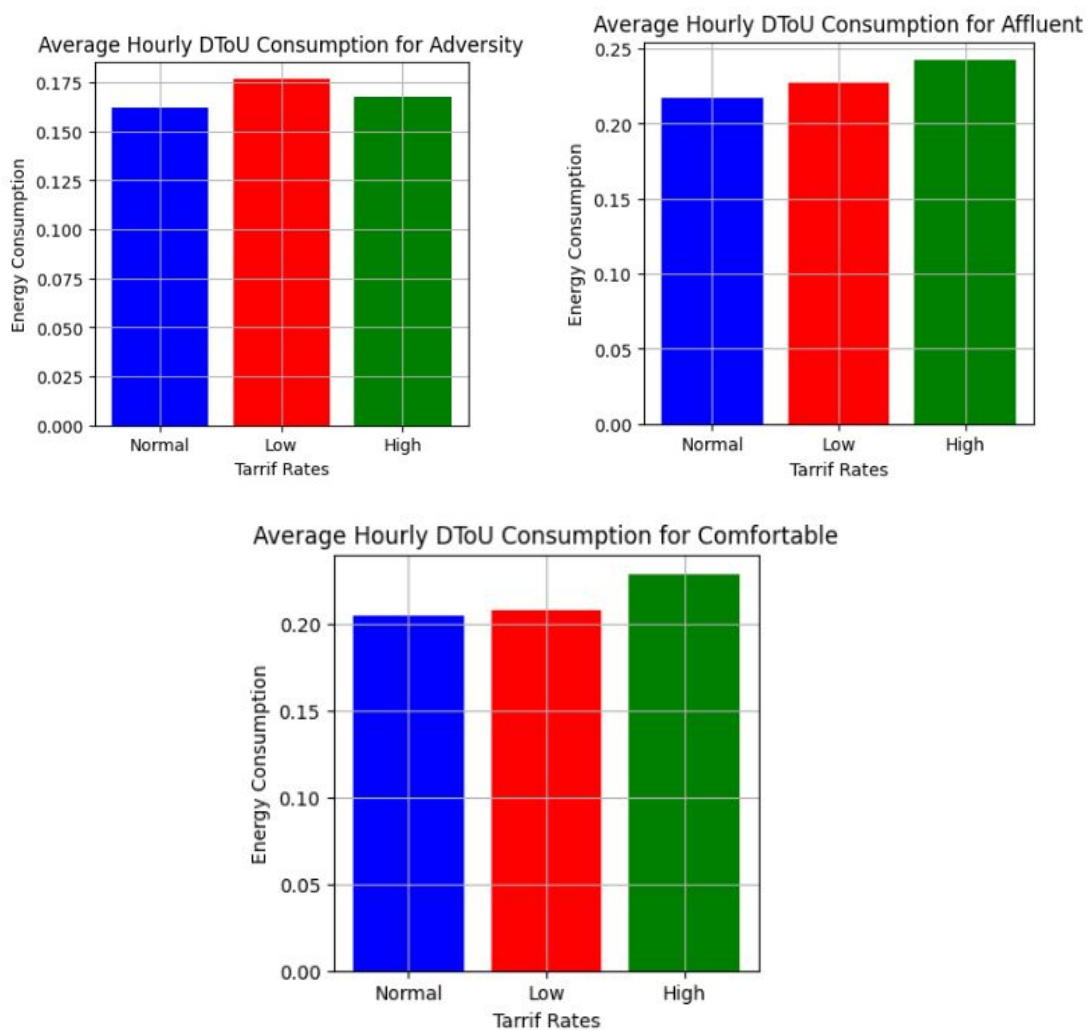 Average Hourly DToU Consumption for Adversity
0.175
0.150
0.125
0.100
0.075
0.050
0.025
0.000
Energy Consumption
Normal Low High
Tarrif Rates
Average Hourly DToU Consumption for Affluent
0.25
0.20
0.15
0.10
0.05
0.00
Energy Consumption
Normal Low High
Tarrif Rates
Average Hourly DToU Consumption for Comfortable
0.20
0.15
0.10
0.05
0.00
Energy Consumption
Normal Low High
Tarrif Rates